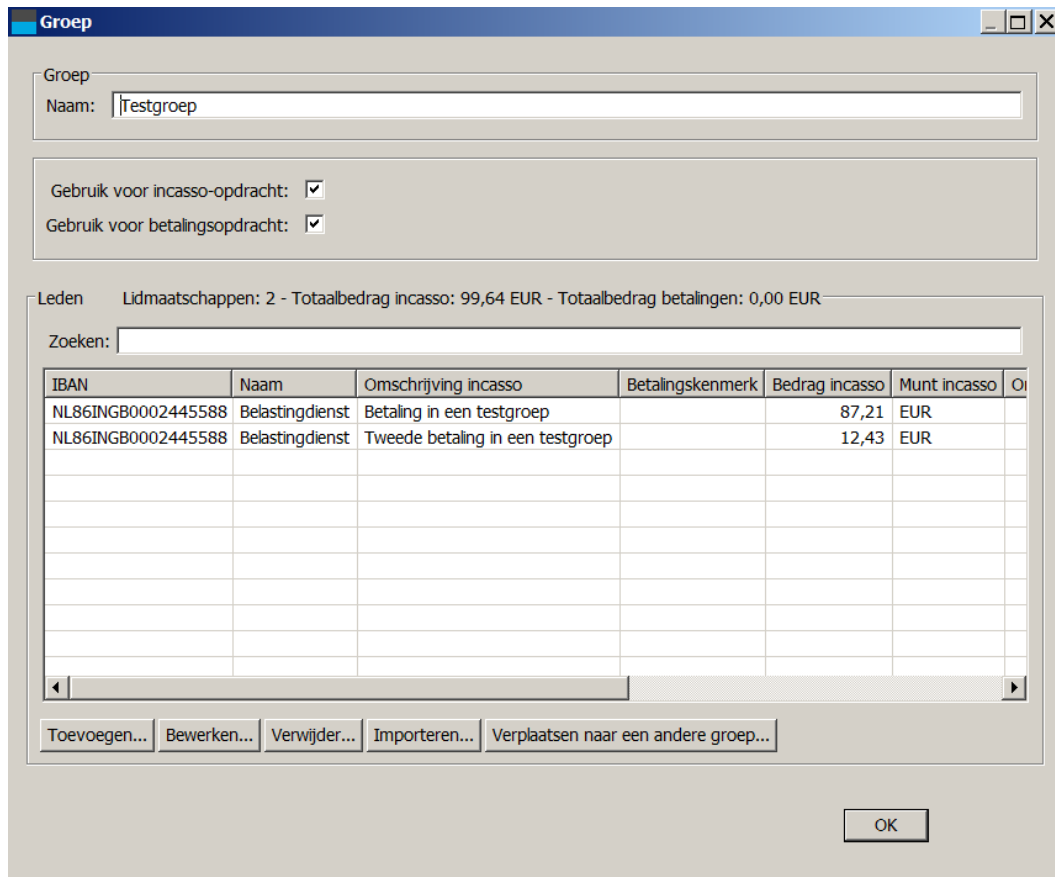 Groep
Groep
Naam: Testgroep
Gebruik voor incasso-opdracht:
Gebruik voor betalingsopdracht:
Leden Lidmaatschappen: 2 - Totaalbedrag incasso: 99,64 EUR - Totaalbedrag betalingen: 0,00 EUR
Zoeken:
IBAN Naam Omschrijving incasso Betalingskenmerk Bedrag incasso Munt incasso
NL86INGB0002445588 Belastingdienst Betaling in een testgroep 87,21 EUR
NL86INGB0002445588 Belastingdienst Tweede betaling in een testgroep 12,43 EUR
Toevoegen... Bewerken... Verwijder... Importeren... Verplaatsen naar een andere groep...
OK